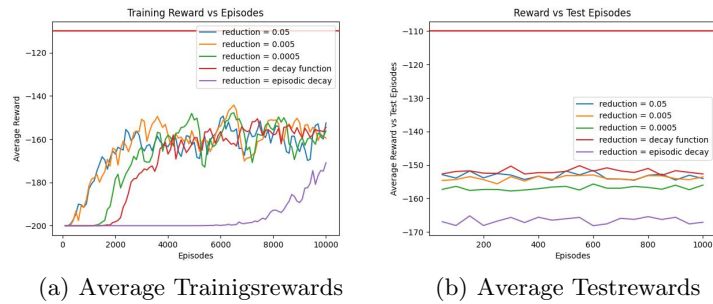 Training Reward vs Episodes
Average Reward
−120
−140
−160
−180
−200
reduction = 0.05
reduction = 0.005
reduction = 0.0005
reduction = decay function
reduction = episodic decay
0 2000 4000 6000 8000 10000
Episodes
(a) Average Trainigsrewards
Reward vs Test Episodes
Average Reward vs Test Episodes
−110
−120
−130
−140
−150
−160
−170
reduction = 0.05
reduction = 0.005
reduction = 0.0005
reduction = decay function
reduction = episodic decay
200 400 600 800 1000
Episodes
(b) Average Testrewards